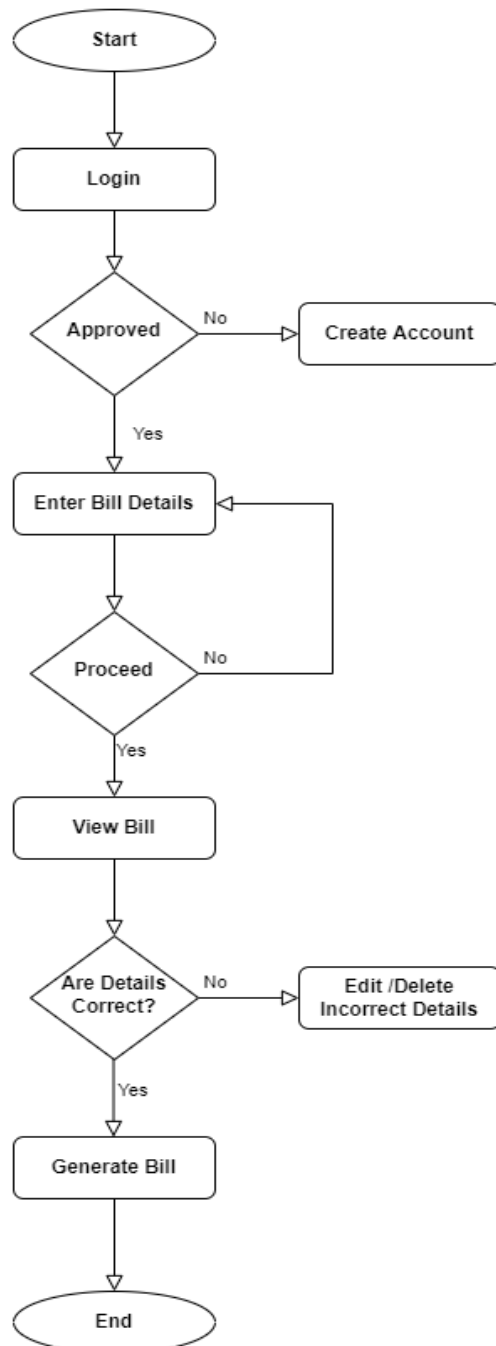 Start
Login
Approved
No
Create Account
Yes
Enter Bill Details
Proceed
No
Yes
View Bill
Are Details
Correct?
No
Edit /Delete
Incorrect Details
Yes
Generate Bill
End